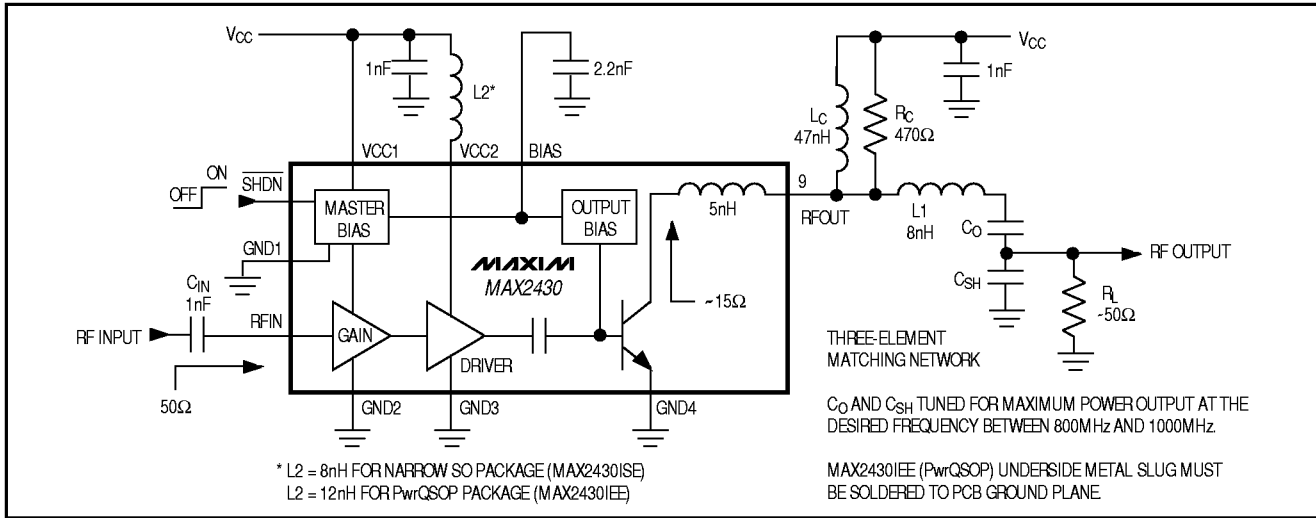 VCC
1nF
L2*
2.2nF
VCC
1nF
LC
47nH
RC
470Ω
VCC1
VCC2
BIAS
ON
OFF
SHDN
MASTER
BIAS
OUTPUT
BIAS
5nH
9
RFOUT
L1
8nH
CO
GND1
MAXIM
MAX2430
~15Ω
CSH
RF OUTPUT
RL
~50Ω
CIN
1nF
RF INPUT
RFIN
GAIN
DRIVER
50Ω
GND2
GND3
GND4
THREE-ELEMENT
MATCHING NETWORK
CO AND CSH TUNED FOR MAXIMUM POWER OUTPUT AT THE
DESIRED FREQUENCY BETWEEN 800MHz AND 1000MHz.
* L2 = 8nH FOR NARROW SO PACKAGE (MAX2430ISE)
L2 = 12nH FOR PwrQSOP PACKAGE (MAX2430IEE)
MAX2430IEE (PwrQSOP) UNDERSIDE METAL SLUG MUST
BE SOLDERED TO PCB GROUND PLANE.